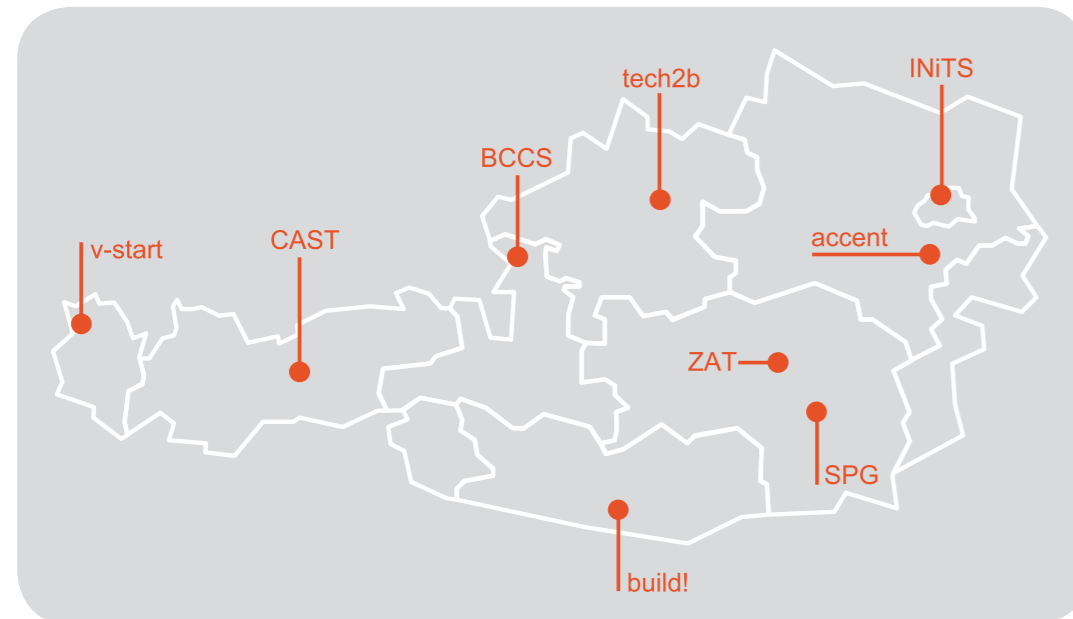 INiTS
tech2b
BCCS
v-start
CAST
accent
ZAT
SPG
build!